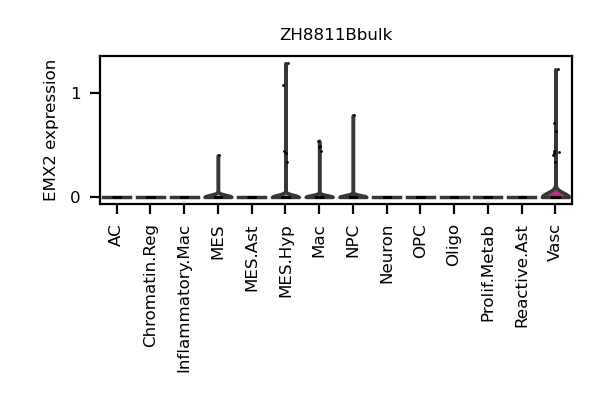 ZH8811Bbulk
EMX2 expression
1
0
AC
Chromatin.Reg
Inflammatory.Mac
MES
MES.Ast
MES.Hyp
Mac
NPC
Neuron
OPC
Oligo
Prolif.Metab
Reactive.Ast
Vasc